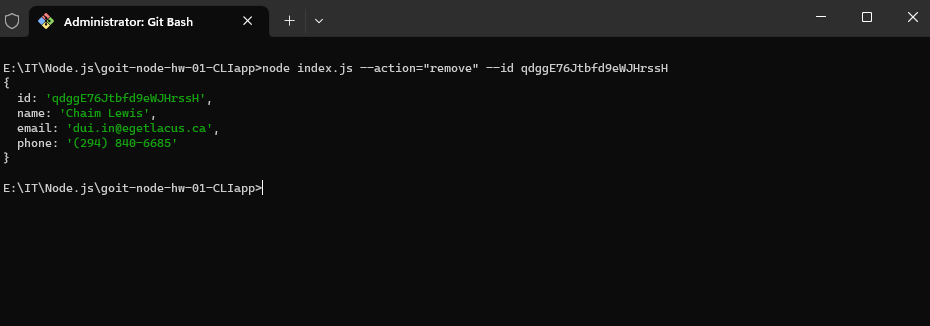 Administrator: Git Bash
E:\IT\Node.js\goit-node-hw-01-CLIapp>node index.js --action="remove" --id qdggE76Jtbfd9eWJHrssH
{
  id: 'qdggE76Jtbfd9eWJHrssH',
  name: 'Chaim Lewis',
  email: 'dui.in@egetlacus.ca',
  phone: '(294) 840-6685'
}
E:\IT\Node.js\goit-node-hw-01-CLIapp>